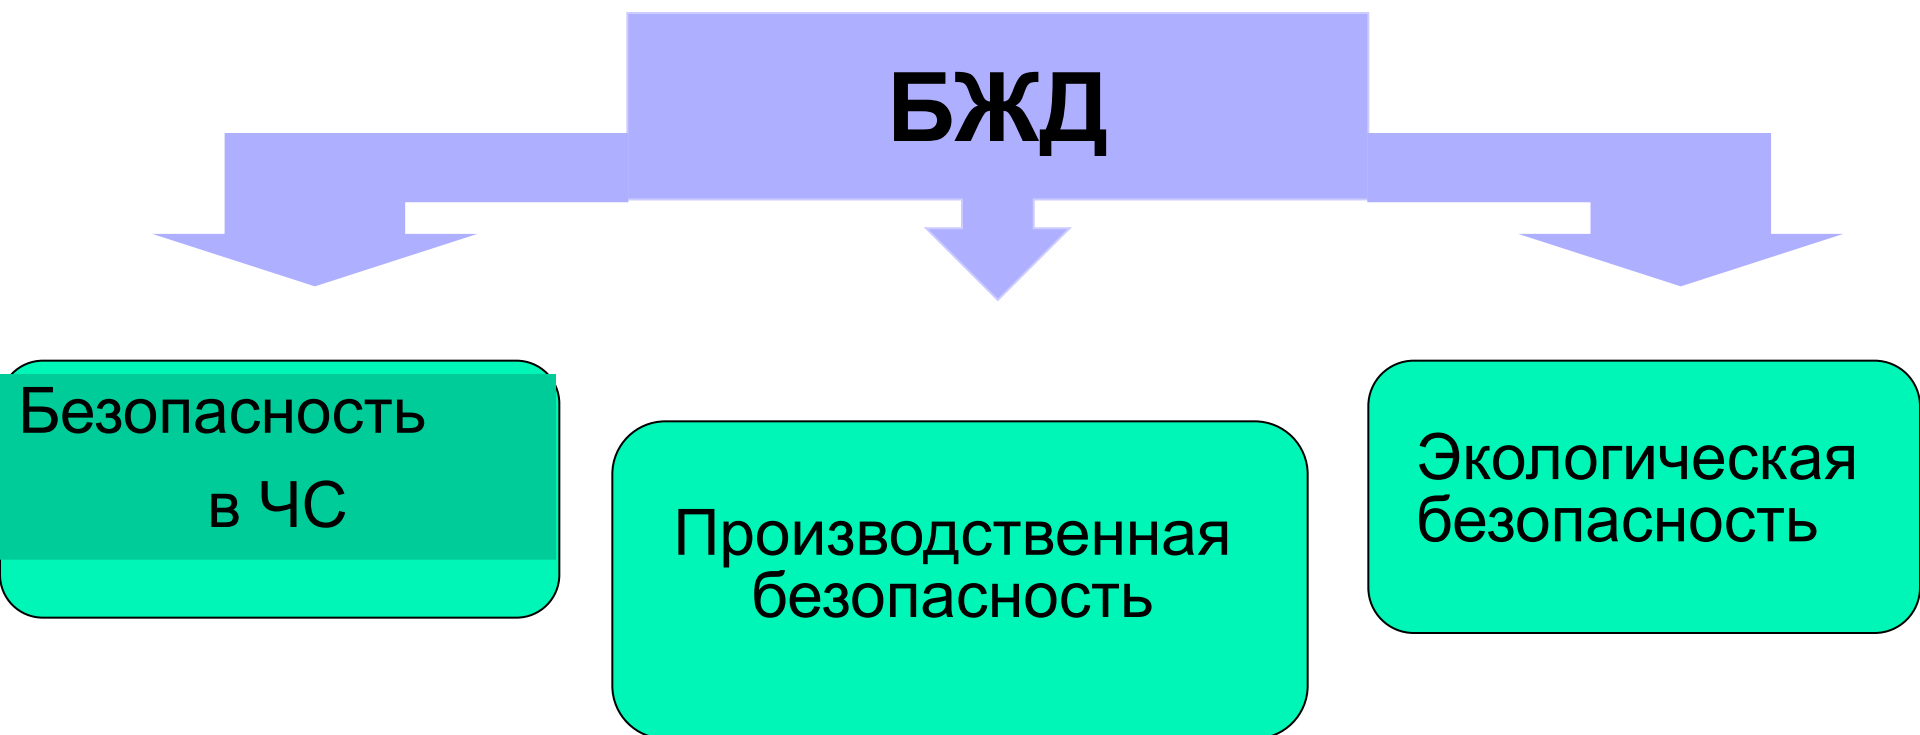 БЖД
Безопасность
в ЧС
Производственная
безопасность
Экологическая
безопасность